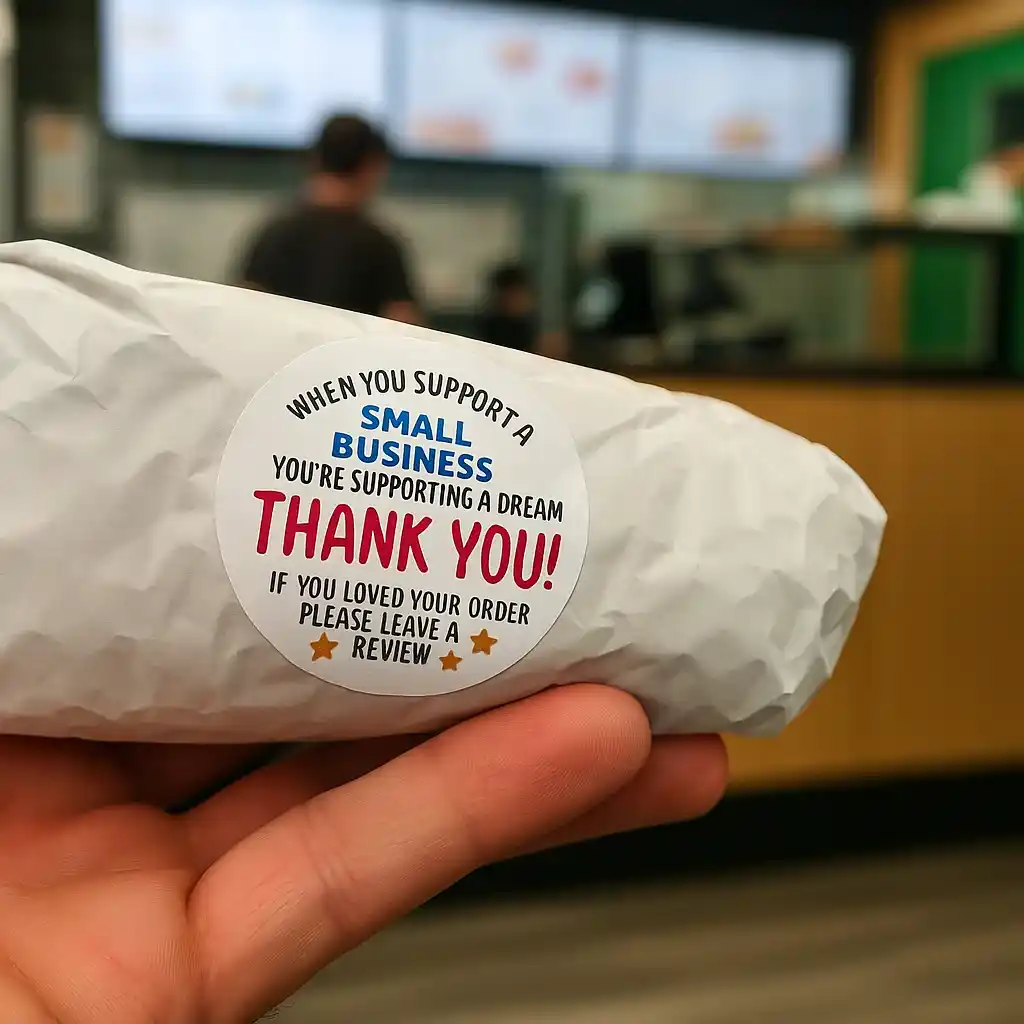 WHEN YOU SUPPORT A
SMALL
BUSINESS
YOU'RE SUPPORTING A DREAM
THANK YOU!
IF YOU LOVED YOUR ORDER
PLEASE LEAVE A
REVIEW